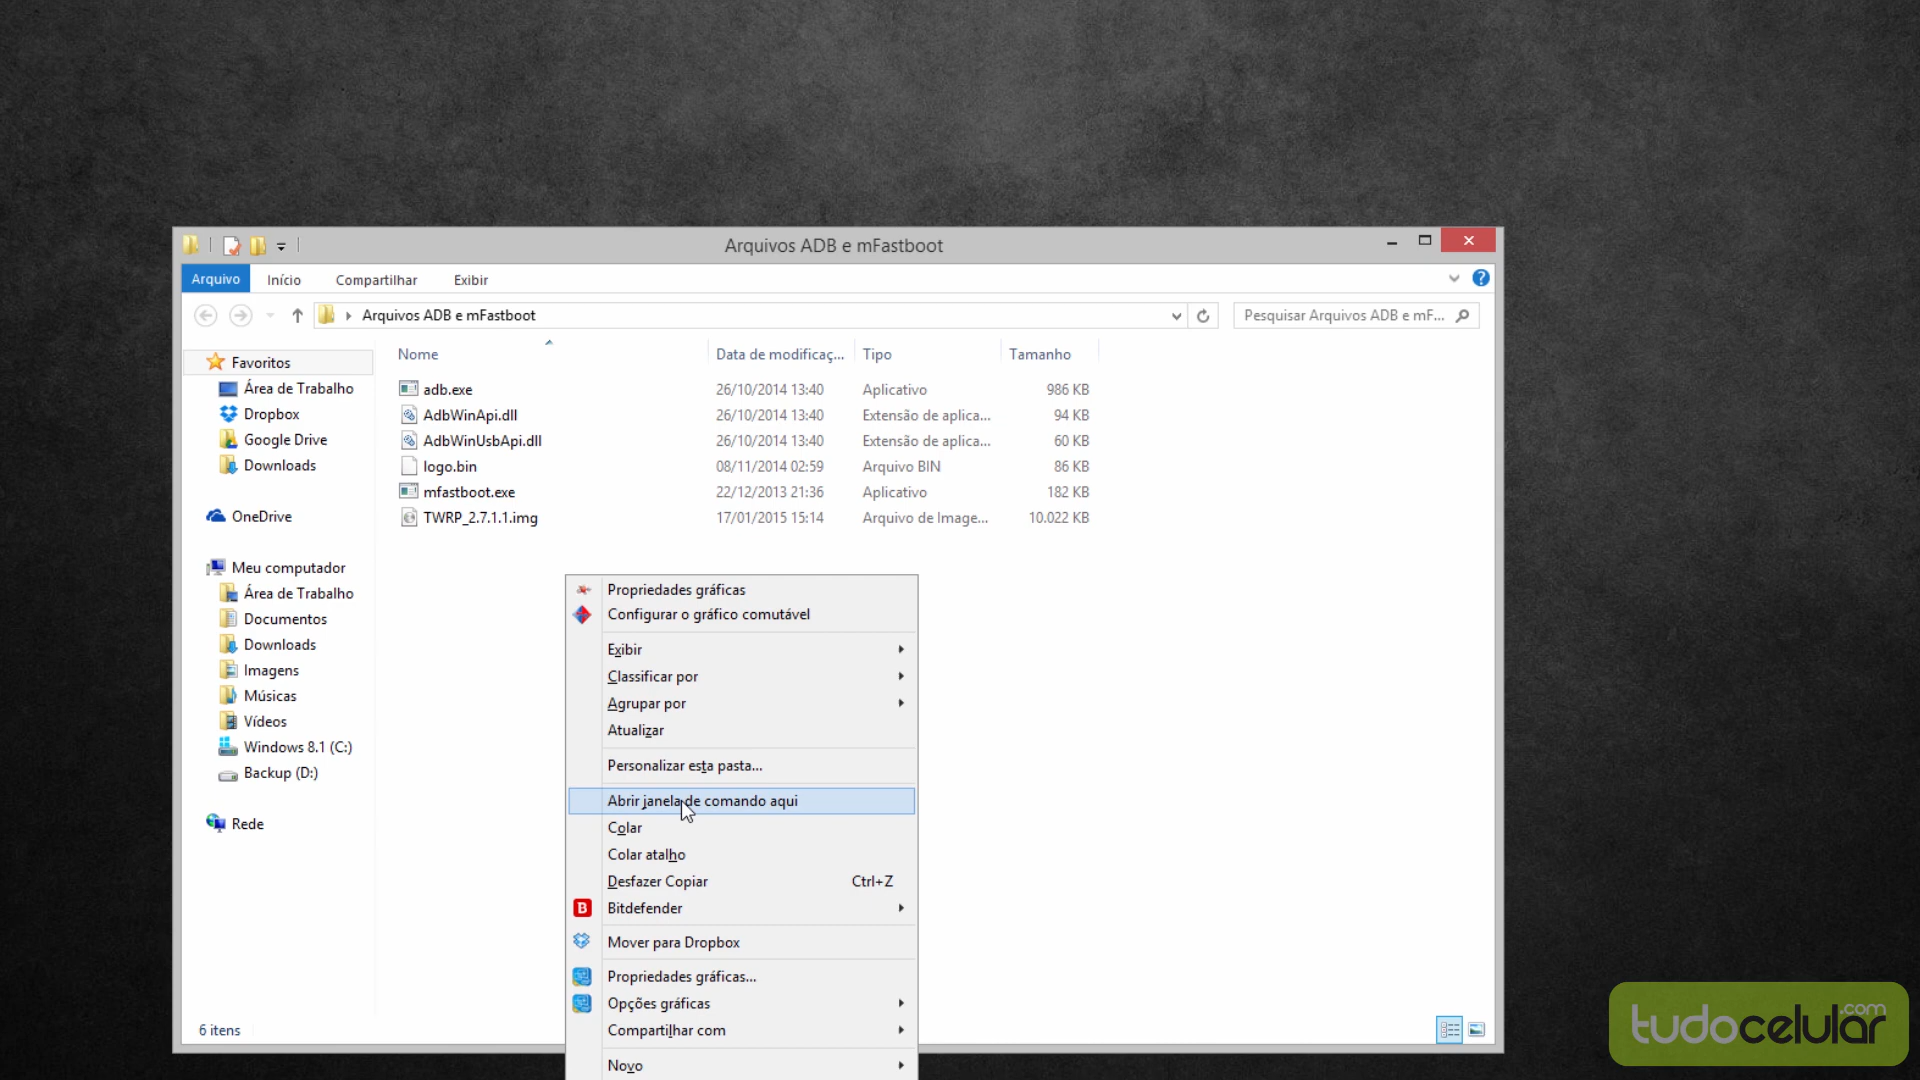 Arquivos ADB e mFastboot
Arquivo Início Compartilhar Exibir
Arquivos ADB e mFastboot Pesquisar Arquivos ADB e mF...
Nome Data de modificaç... Tipo Tamanho
Favoritos
Área de Trabalho
Dropbox
Google Drive
Downloads
OneDrive
Meu computador
Área de Trabalho
Documentos
Downloads
Imagens
Músicas
Vídeos
Windows 8.1 (C:)
Backup (D:)
Rede
adb.exe 26/10/2014 13:40 Aplicativo 986 KB
AdbWinApi.dll 26/10/2014 13:40 Extensão de aplica... 94 KB
AdbWinUsbApi.dll 26/10/2014 13:40 Extensão de aplica... 60 KB
logo.bin 08/11/2014 02:59 Arquivo BIN 86 KB
mfastboot.exe 22/12/2013 21:36 Aplicativo 182 KB
TWRP_2.7.1.1.img 17/01/2015 15:14 Arquivo de Image... 10.022 KB
Propriedades gráficas
Configurar o gráfico comutável
Exibir
Classificar por
Agrupar por
Atualizar
Personalizar esta pasta...
Abrir janela de comando aqui
Colar
Colar atalho
Desfazer Copiar Ctrl+Z
B Bitdefender
Mover para Dropbox
Propriedades gráficas...
Opções gráficas
Compartilhar com
Novo
6 itens
tudocelular.com